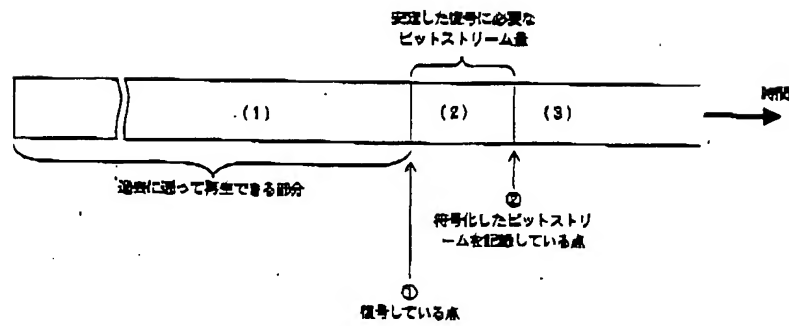 安定した復号に必要な
ビットストリーム量
時間
(1)
(2)
(3)
過去に遡って再生できる部分
②
符号化したビットストリ
ームを記録している点
①
復号している点